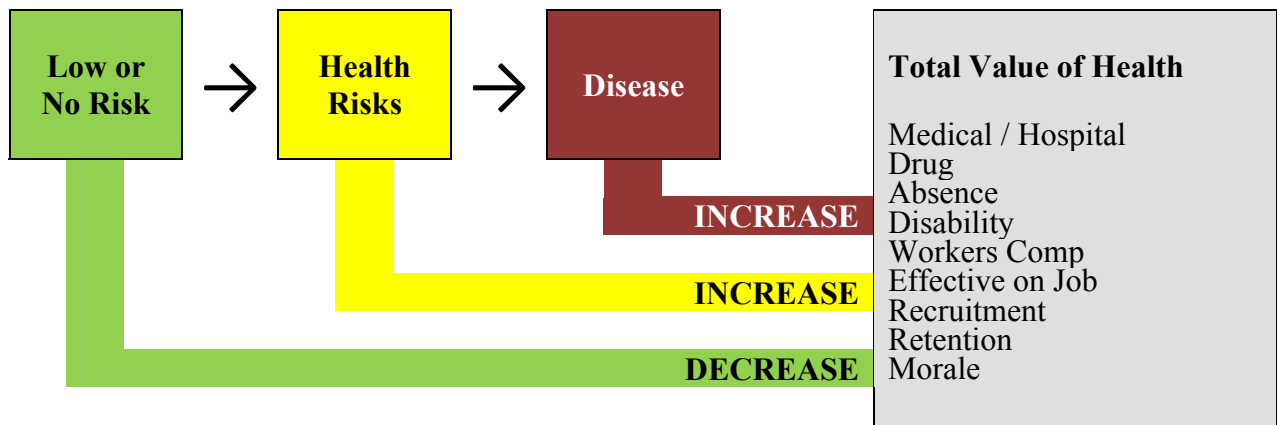 Low or
No Risk
Health
Risks
Disease
Total Value of Health
Medical / Hospital
Drug
Absence
Disability
Workers Comp
Effective on Job
Recruitment
Retention
Morale
INCREASE
INCREASE
DECREASE